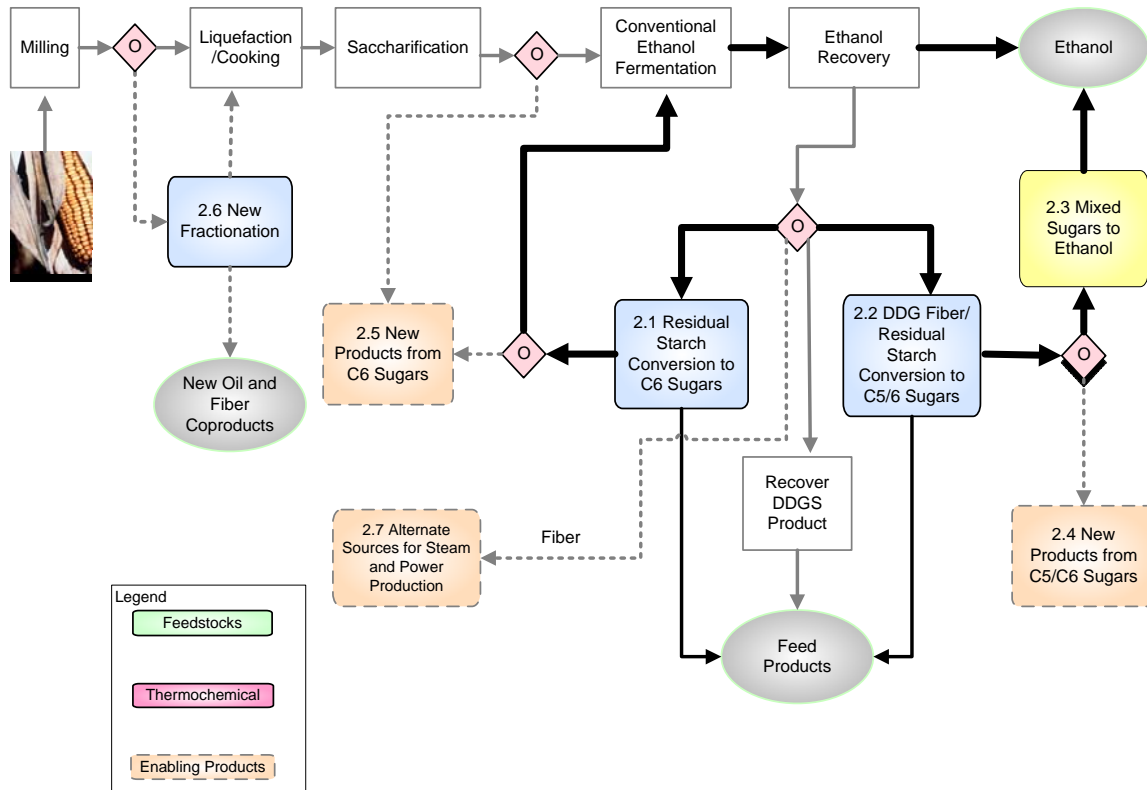 Milling
O
Liquefaction
/Cooking
Saccharification
O
Conventional
Ethanol
Fermentation
Ethanol
Recovery
Ethanol
2.6 New
Fractionation
O
2.3 Mixed
Sugars to
Ethanol
2.5 New
Products from
C6 Sugars
O
2.1 Residual
Starch
Conversion to
C6 Sugars
2.2 DDG Fiber/
Residual
Starch
Conversion to
C5/6 Sugars
O
New Oil and
Fiber
Coproducts
Recover
DDGS
Product
2.7 Alternate
Sources for Steam
and Power
Production
Fiber
2.4 New
Products from
C5/C6 Sugars
Legend
Feedstocks
Thermochemical
Enabling Products
Feed
Products